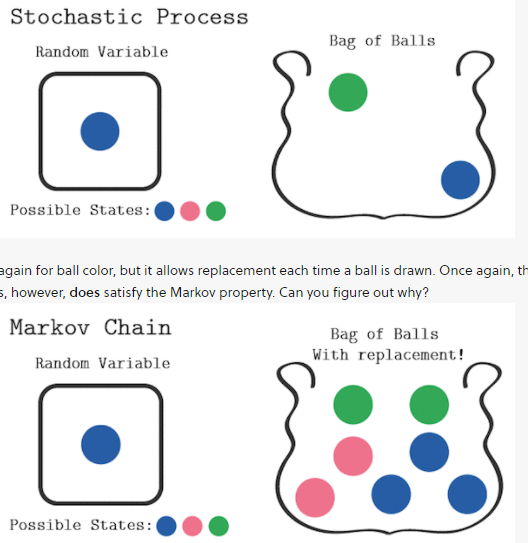 Stochastic Process
Random Variable
Bag of Balls
Possible States:
again for ball color, but it allows replacement each time a ball is drawn. Once again,
however, does satisfy the Markov property. Can you figure out why?
Markov Chain
Random Variable
Bag of Balls
With replacement!
Possible States: